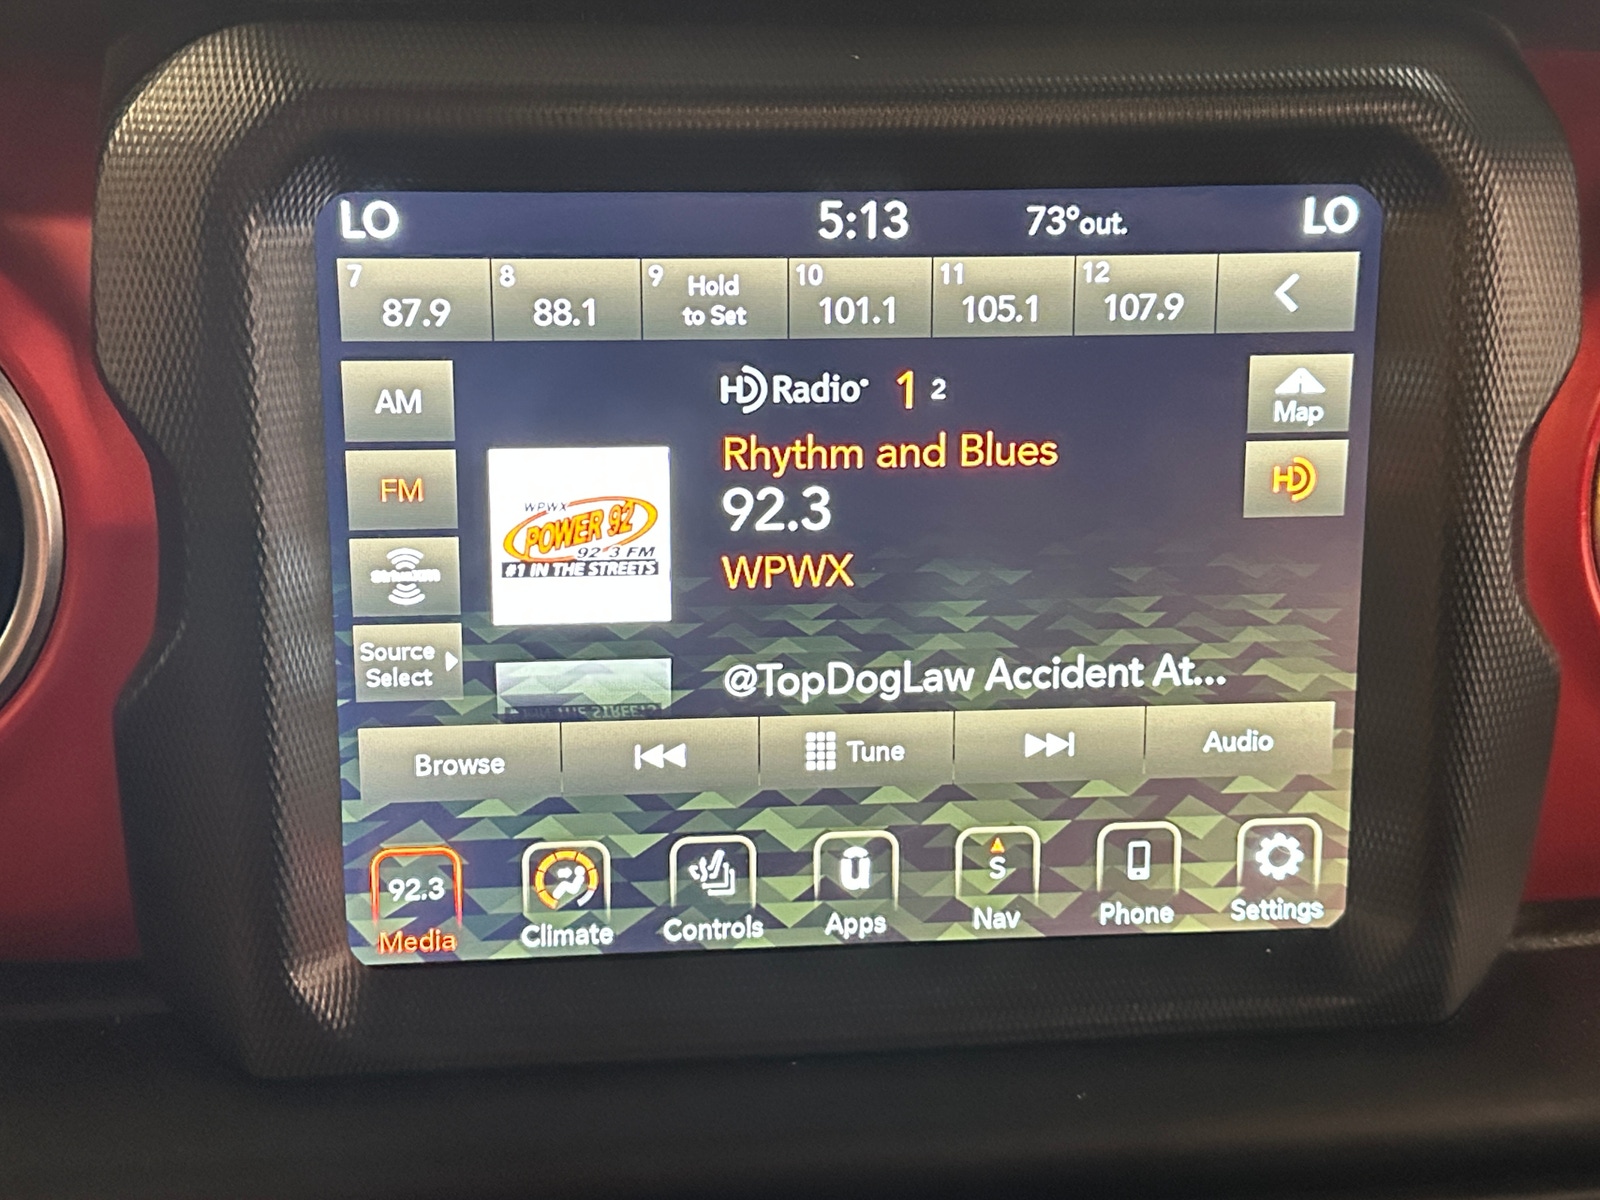 LO 5:13 73°out. LO
7 87.9 8 88.1 9 Hold to Set 10 101.1 11 105.1 12 107.9
AM
HD Radio 1 2
Map
Rhythm and Blues
FM
92.3
HD
WPWX
POWER 92
92.3 FM
#1 IN THE STREETS
WPWX
SiriusXM
Source
Select
@TopDogLaw Accident At...
Browse Tune Audio
92.3 S
Media Climate Controls Apps Nav Phone Settings